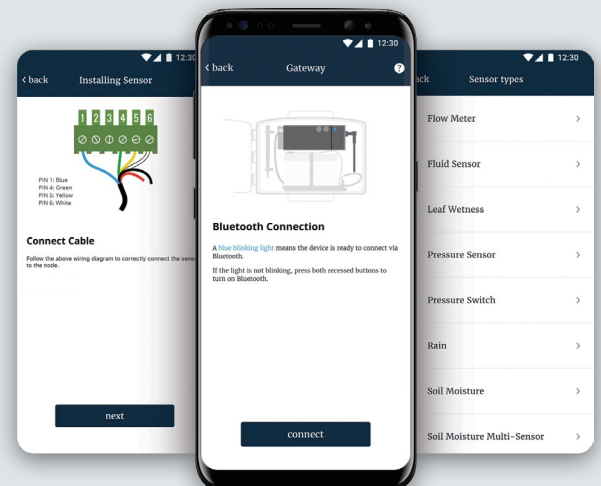 12:30
< back
Installing Sensor
1 2 3 4 5 6
PIN 1: Blue
PIN 4: Green
PIN 5: Yellow
PIN 6: White
Connect Cable
Follow the above wiring diagram to correctly connect the
to the node.
next
12:30
< back
Gateway
?
Bluetooth Connection
A blue blinking light means the device is ready to connect via
Bluetooth.
If the light is not blinking, press both recessed buttons to
turn on Bluetooth.
connect
12:30
Sensor types
Flow Meter
Fluid Sensor
Leaf Wetness
Pressure Sensor
Pressure Switch
Rain
Soil Moisture
Soil Moisture Multi-Sensor